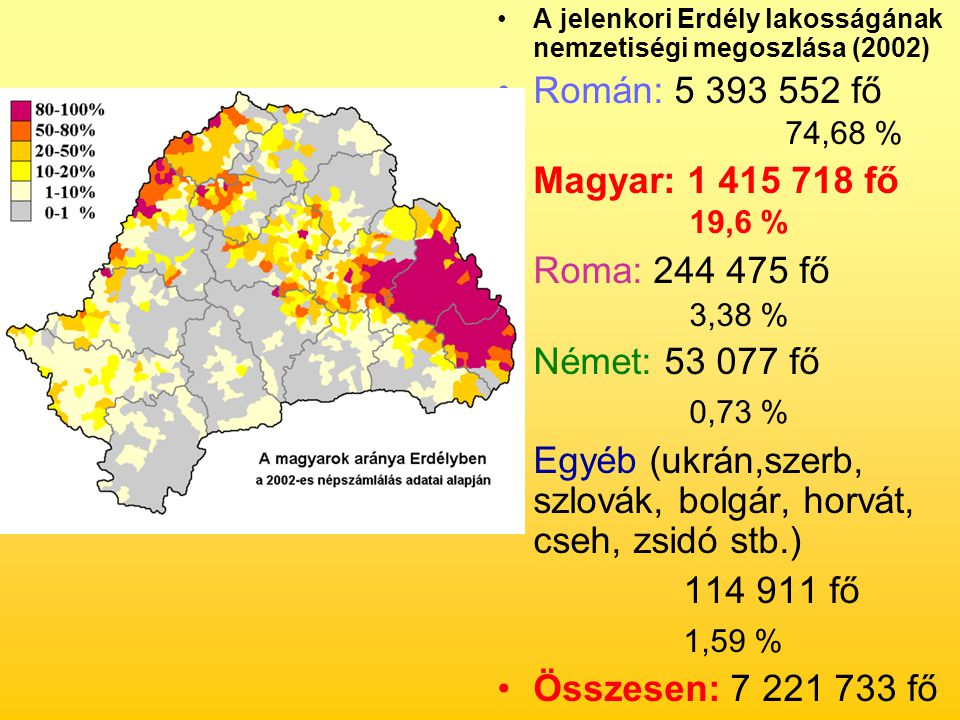 • A jelenkori Erdély lakosságának
nemzetiségi megoszlása (2002)
• Román: 5 393 552 fő
74,68 %
Magyar: 1 415 718 fő
19,6 %
Roma: 244 475 fő
3,38 %
Német: 53 077 fő
0,73 %
Egyéb (ukrán,szerb,
szlovák, bolgár, horvát,
cseh, zsidó stb.)
114 911 fő
1,59 %
• Összesen: 7 221 733 fő
80-100%
50-80%
20-50%
10-20%
1-10%
0-1 %
A magyarok aránya Erdélyben
a 2002-es népszámlálás adatai alapján